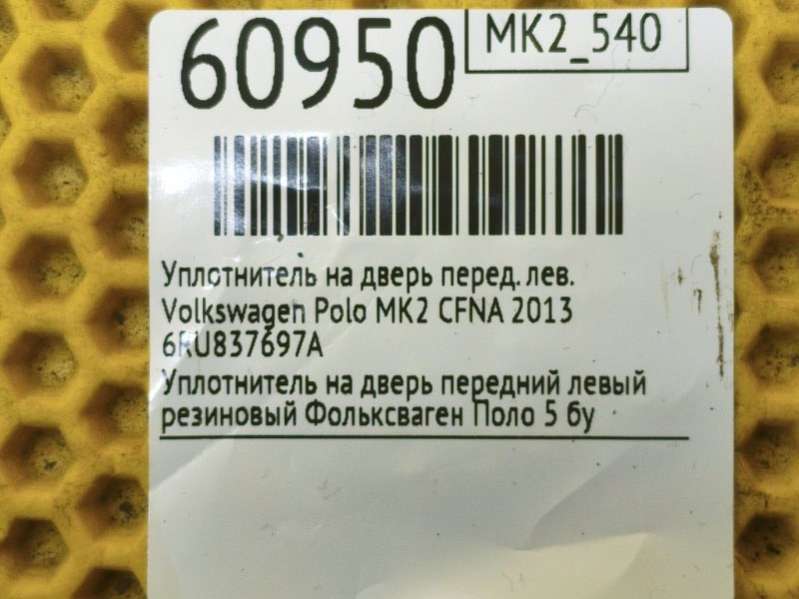 60950
MK2_540
Уплотнитель на дверь перед. лев.
Volkswagen Polo MK2 CFNA 2013
6RU837697A
Уплотнитель на дверь передний левый
резиновый Фольксваген Поло 5 бу